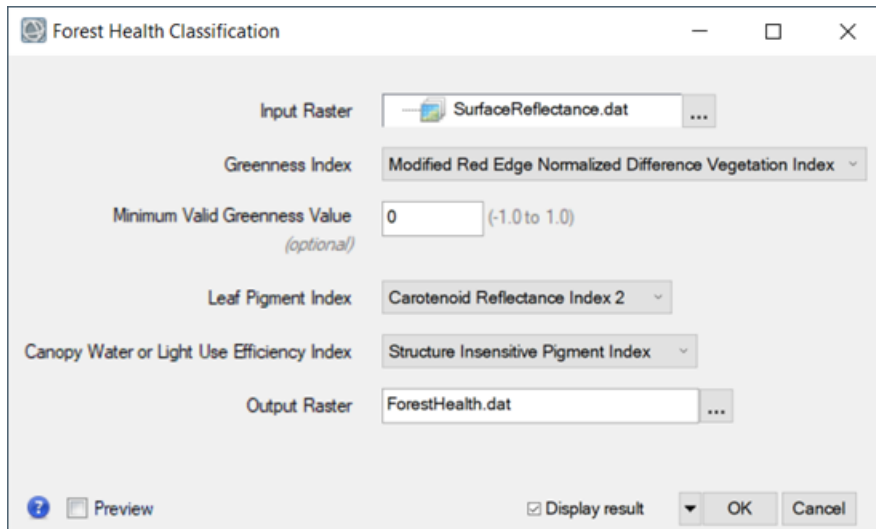 Forest Health Classification
Input Raster SurfaceReflectance.dat ...
Greenness Index Modified Red Edge Normalized Difference Vegetation Index
Minimum Valid Greenness Value 0 (-1.0 to 1.0)
(optional)
Leaf Pigment Index Carotenoid Reflectance Index 2
Canopy Water or Light Use Efficiency Index Structure Insensitive Pigment Index
Output Raster ForestHealth.dat ...
? Preview Display result OK Cancel